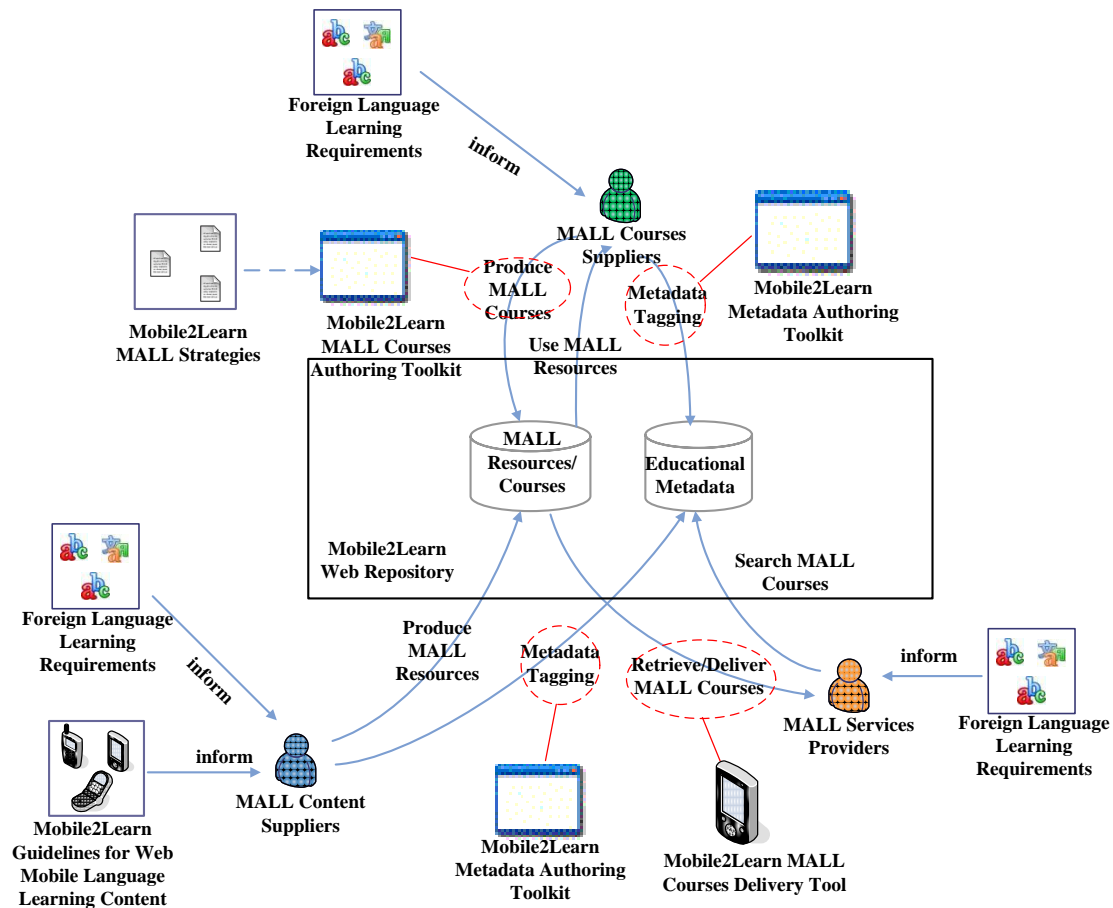 Foreign Language
Learning
Requirements
inform
MALL Courses
Suppliers
Mobile2Learn
MALL Strategies
Mobile2Learn
MALL Courses
Authoring Toolkit
Produce
MALL
Courses
Use MALL
Resources
Metadata
Tagging
Mobile2Learn
Metadata Authoring
Toolkit
MALL
Resources/
Courses
Educational
Metadata
Mobile2Learn
Web Repository
Search MALL
Courses
Foreign Language
Learning
Requirements
inform
Produce
MALL
Resources
Metadata
Tagging
Retrieve/Deliver
MALL Courses
inform
MALL Services
Providers
Foreign Language
Learning
Requirements
inform
MALL Content
Suppliers
Mobile2Learn
Guidelines for Web
Mobile Language
Learning Content
Mobile2Learn
Metadata Authoring
Toolkit
Mobile2Learn MALL
Courses Delivery Tool